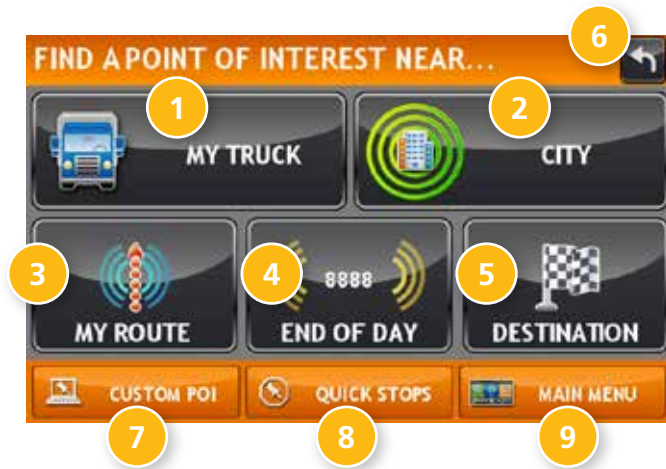 FIND A POINT OF INTEREST NEAR...
6
1
2
MY TRUCK
CITY
3
4
5
8888
MY ROUTE
END OF DAY
DESTINATION
CUSTOM POI
QUICK STOPS
MAIN MENU
7
8
9